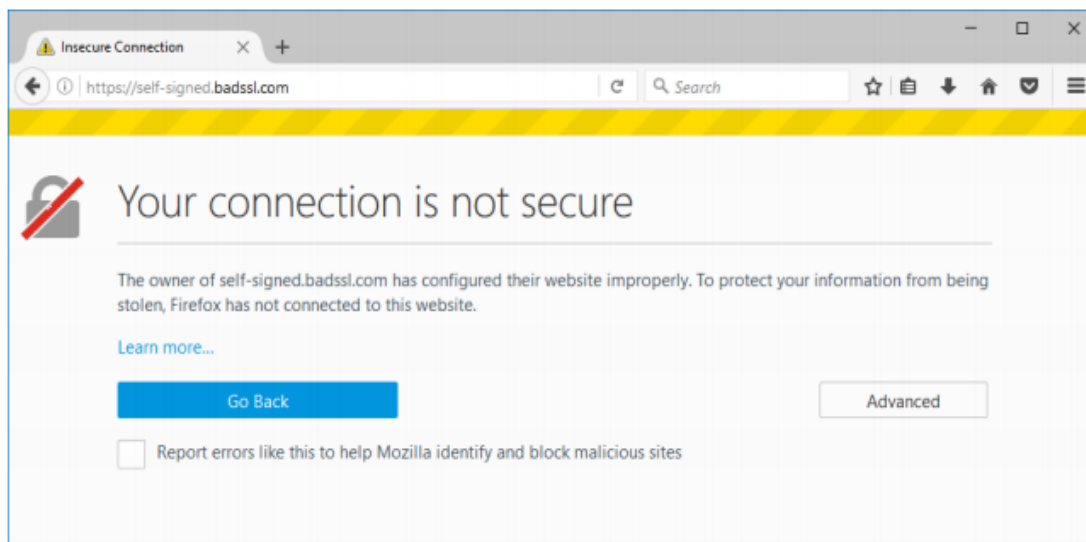 Insecure Connection
https://self-signed.badssl.com
Search
Your connection is not secure
The owner of self-signed.badssl.com has configured their website improperly. To protect your information from being
stolen, Firefox has not connected to this website.
Learn more...
Go Back
Advanced
Report errors like this to help Mozilla identify and block malicious sites